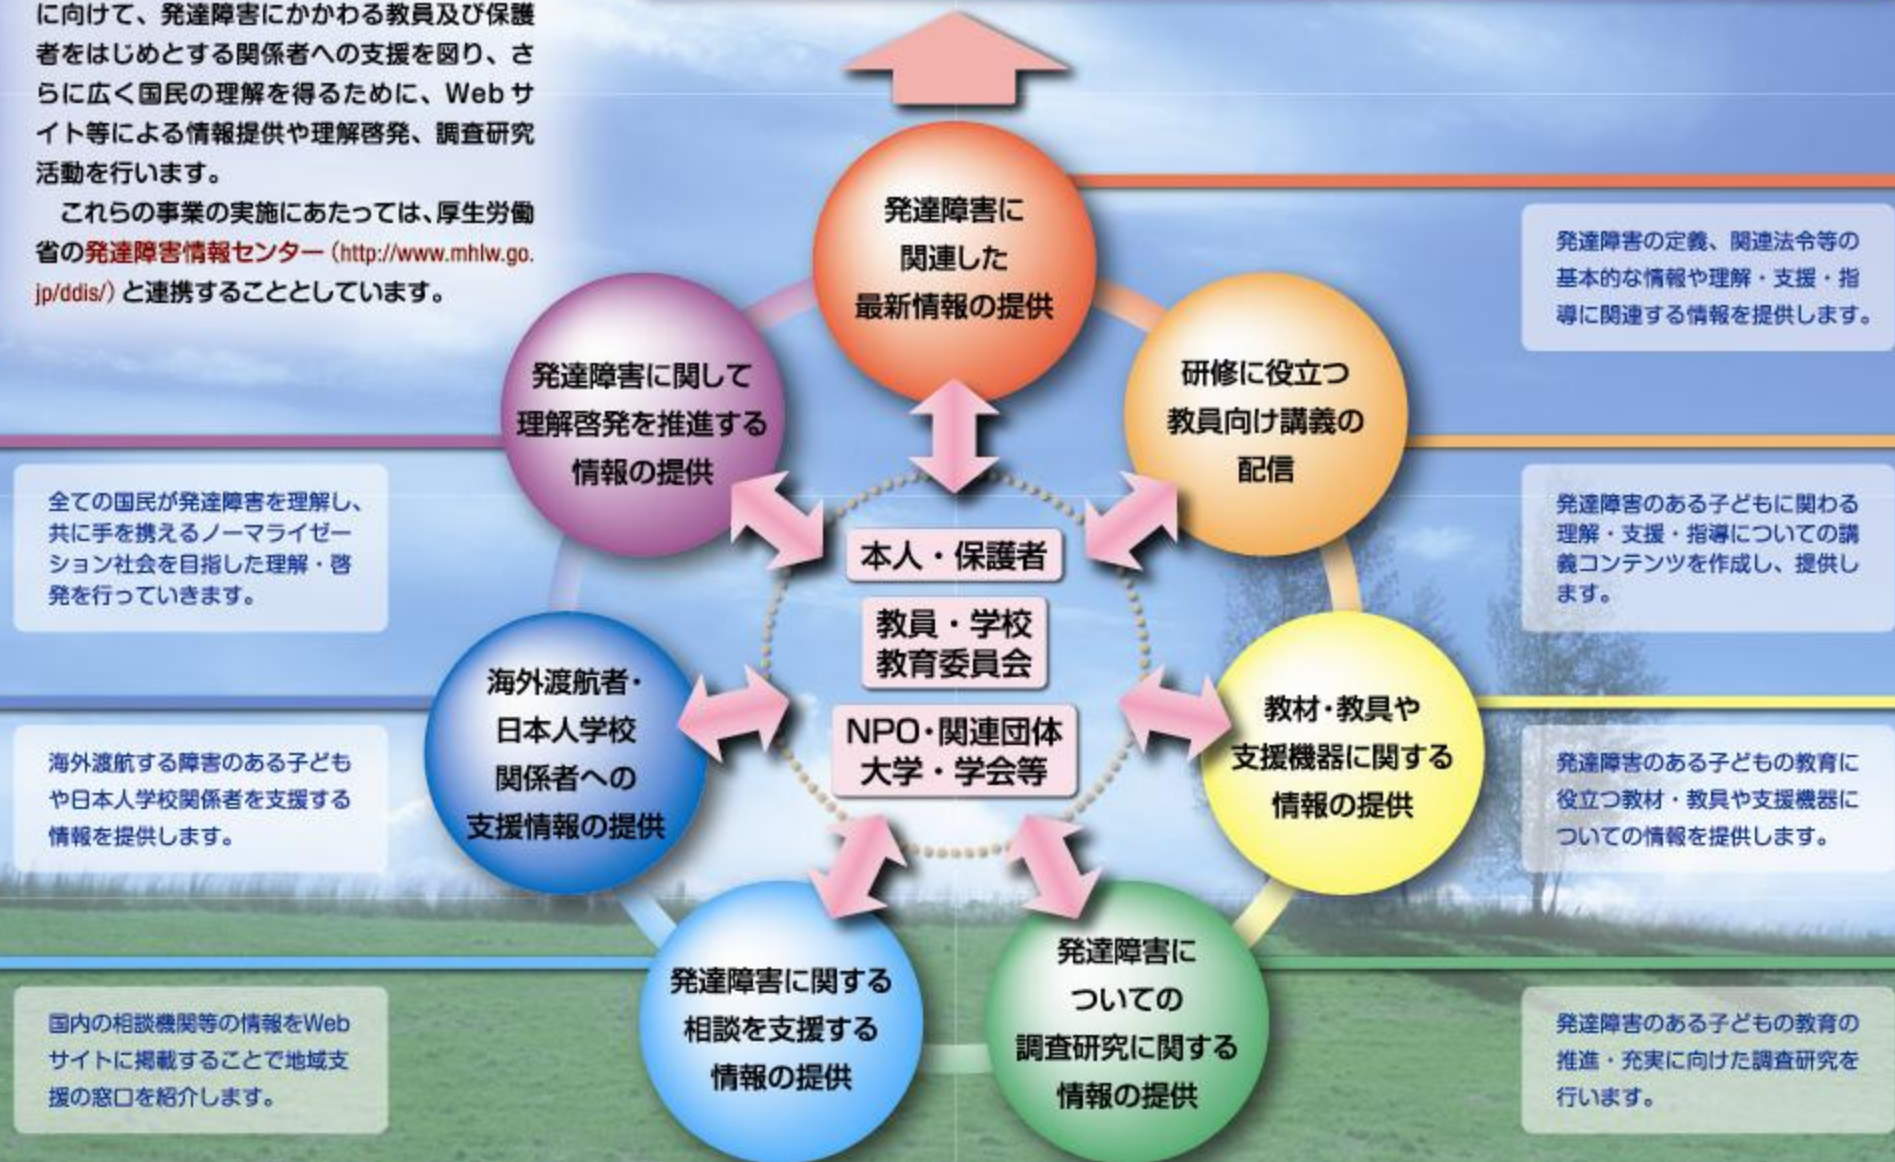 に向けて、発達障害にかかわる教員及び保護
者をはじめとする関係者への支援を図り、さ
らに広く国民の理解を得るために、Webサ
イト等による情報提供や理解啓発、調査研究
活動を行います。
　これらの事業の実施にあたっては、厚生労働
省の発達障害情報センター（http://www.mhlw.go.
jp/ddis/）と連携することとしています。
発達障害に
関連した
最新情報の提供
発達障害の定義、関連法令等の
基本的な情報や理解・支援・指
導に関連する情報を提供します。
発達障害に関して
理解啓発を推進する
情報の提供
研修に役立つ
教員向け講義の
配信
全ての国民が発達障害を理解し、
共に手を携えるノーマライゼー
ション社会を目指した理解・啓
発を行っていきます。
本人・保護者
教員・学校
教育委員会
NPO・関連団体
大学・学会等
発達障害のある子どもに関わる
理解・支援・指導についての講
義コンテンツを作成し、提供し
ます。
海外渡航者・
日本人学校
関係者への
支援情報の提供
教材・教具や
支援機器に関する
情報の提供
海外渡航する障害のある子ども
や日本人学校関係者を支援する
情報を提供します。
発達障害のある子どもの教育に
役立つ教材・教具や支援機器に
ついての情報を提供します。
発達障害に関する
相談を支援する
情報の提供
発達障害に
ついての
調査研究に関する
情報の提供
国内の相談機関等の情報をWeb
サイトに掲載することで地域支
援の窓口を紹介します。
発達障害のある子どもの教育の
推進・充実に向けた調査研究を
行います。